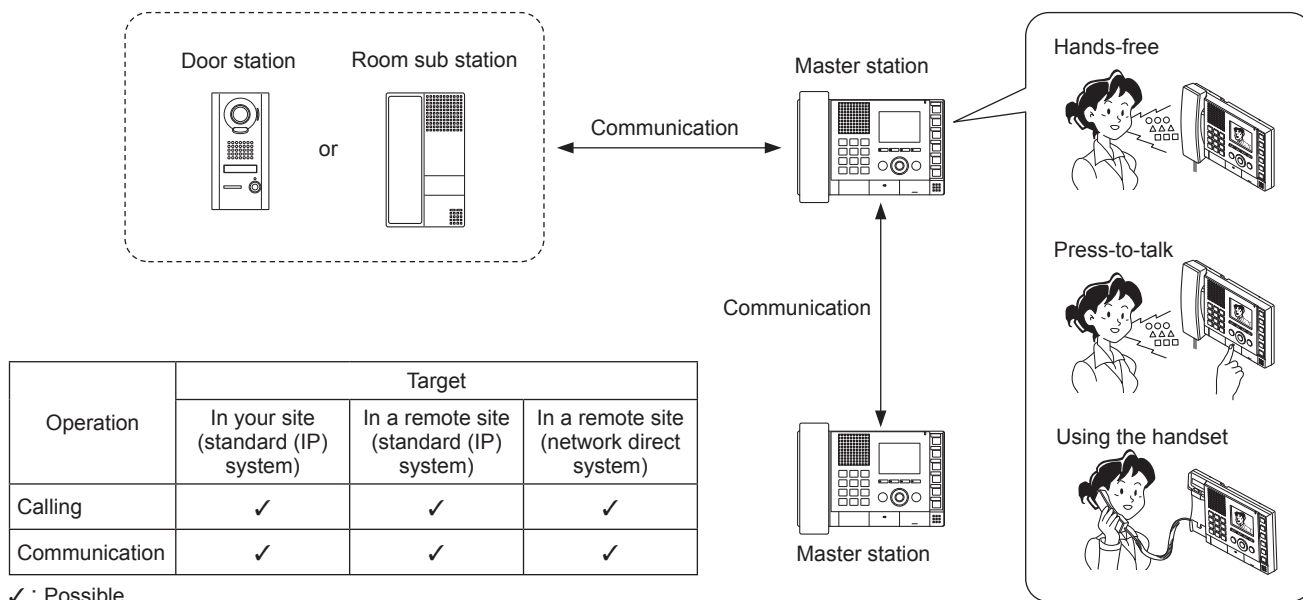 Door station
Room sub station
or
Communication
Master station
Communication
Master station
Hands-free
Press-to-talk
Using the handset
Operation
Target
In your site
(standard (IP)
system)
In a remote site
(standard (IP)
system)
In a remote site
(network direct
system)
Calling
✓ ✓ ✓
Communication
✓ ✓ ✓
✓ : Possible